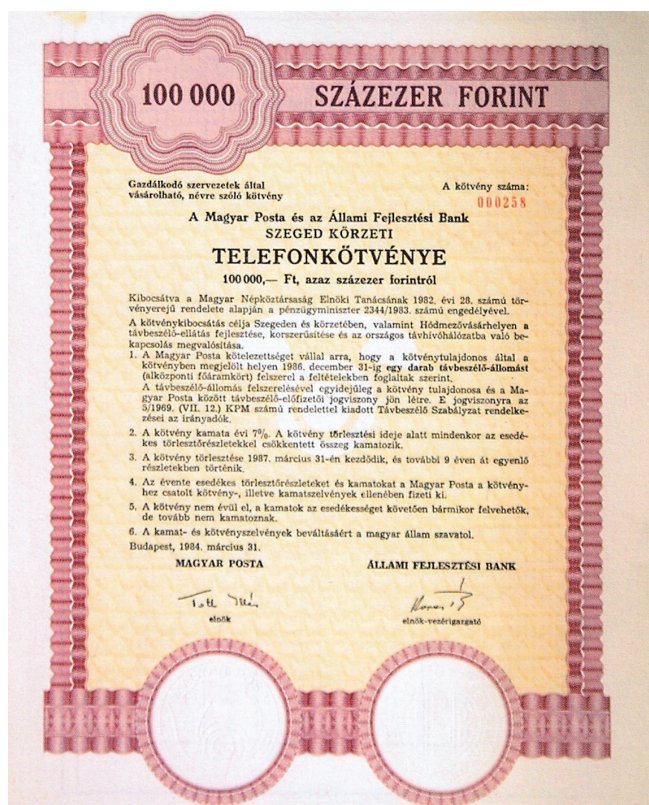 100 000 SZÁZEZER FORINT
Gazdálkodó szervezetek által
vásárolható, névre szóló kötvény
A kötvény száma:
000258
A Magyar Posta és az Állami Fejlesztési Bank
SZEGED KÖRZETI
TELEFONKÖTVÉNYE
100 000,— Ft, azaz százezer forintról
Kibocsátva a Magyar Népköztársaság Elnöki Tanácsának 1982. évi 28. számú tör-
vényerejű rendelete alapján a pénzügyminiszter 2344/1983. számú engedélyével.
A kötvénykibocsátás célja Szegeden és körzetében, valamint Hódmezővásárhelyen a
távbeszélő-ellátás fejlesztése, korszerűsítése és az országos távhívóhálózatba való be-
kapcsolás megvalósítása.
1. A Magyar Posta kötelezettséget vállal arra, hogy a kötvénytulajdonos által a
kötvényben megjelölt helyen 1986. december 31-ig egy darab távbeszélő-állomást
(alközponti főáramkört) felszerel a feltételekben foglaltak szerint.
A távbeszélő-állomás felszerelésével egyidejűleg a kötvény tulajdonosa és a Ma-
gyar Posta között távbeszélő-előfizetői jogviszony jön létre. E jogviszonyra az
5/1969. (VII. 12.) KPM számú rendelettel kiadott Távbeszélő Szabályzat rendelke-
zései az irányadók.
2. A kötvény kamata évi 7%. A kötvény törlesztési ideje alatt mindenkor az esedé-
kes törlesztőrészletekkel csökkentett összeg kamatozik.
3. A kötvény törlesztése 1987. március 31-én kezdődik, és további 9 éven át egyenlő
részletekben történik.
4. Az évente esedékes törlesztőrészleteket és kamatokat a Magyar Posta a kötvény-
hez csatolt kötvény-, illetve kamatszelvények ellenében fizeti ki.
5. A kötvény nem évül el, a kamatok az esedékességet követően bármikor felvehetők,
de tovább nem kamatoznak.
6. A kamat- és kötvényszelvények beváltásáért a magyar állam szavatol.
Budapest, 1984. március 31.
MAGYAR POSTA
ÁLLAMI FEJLESZTÉSI BANK
elnök
elnök-vezérigazgató